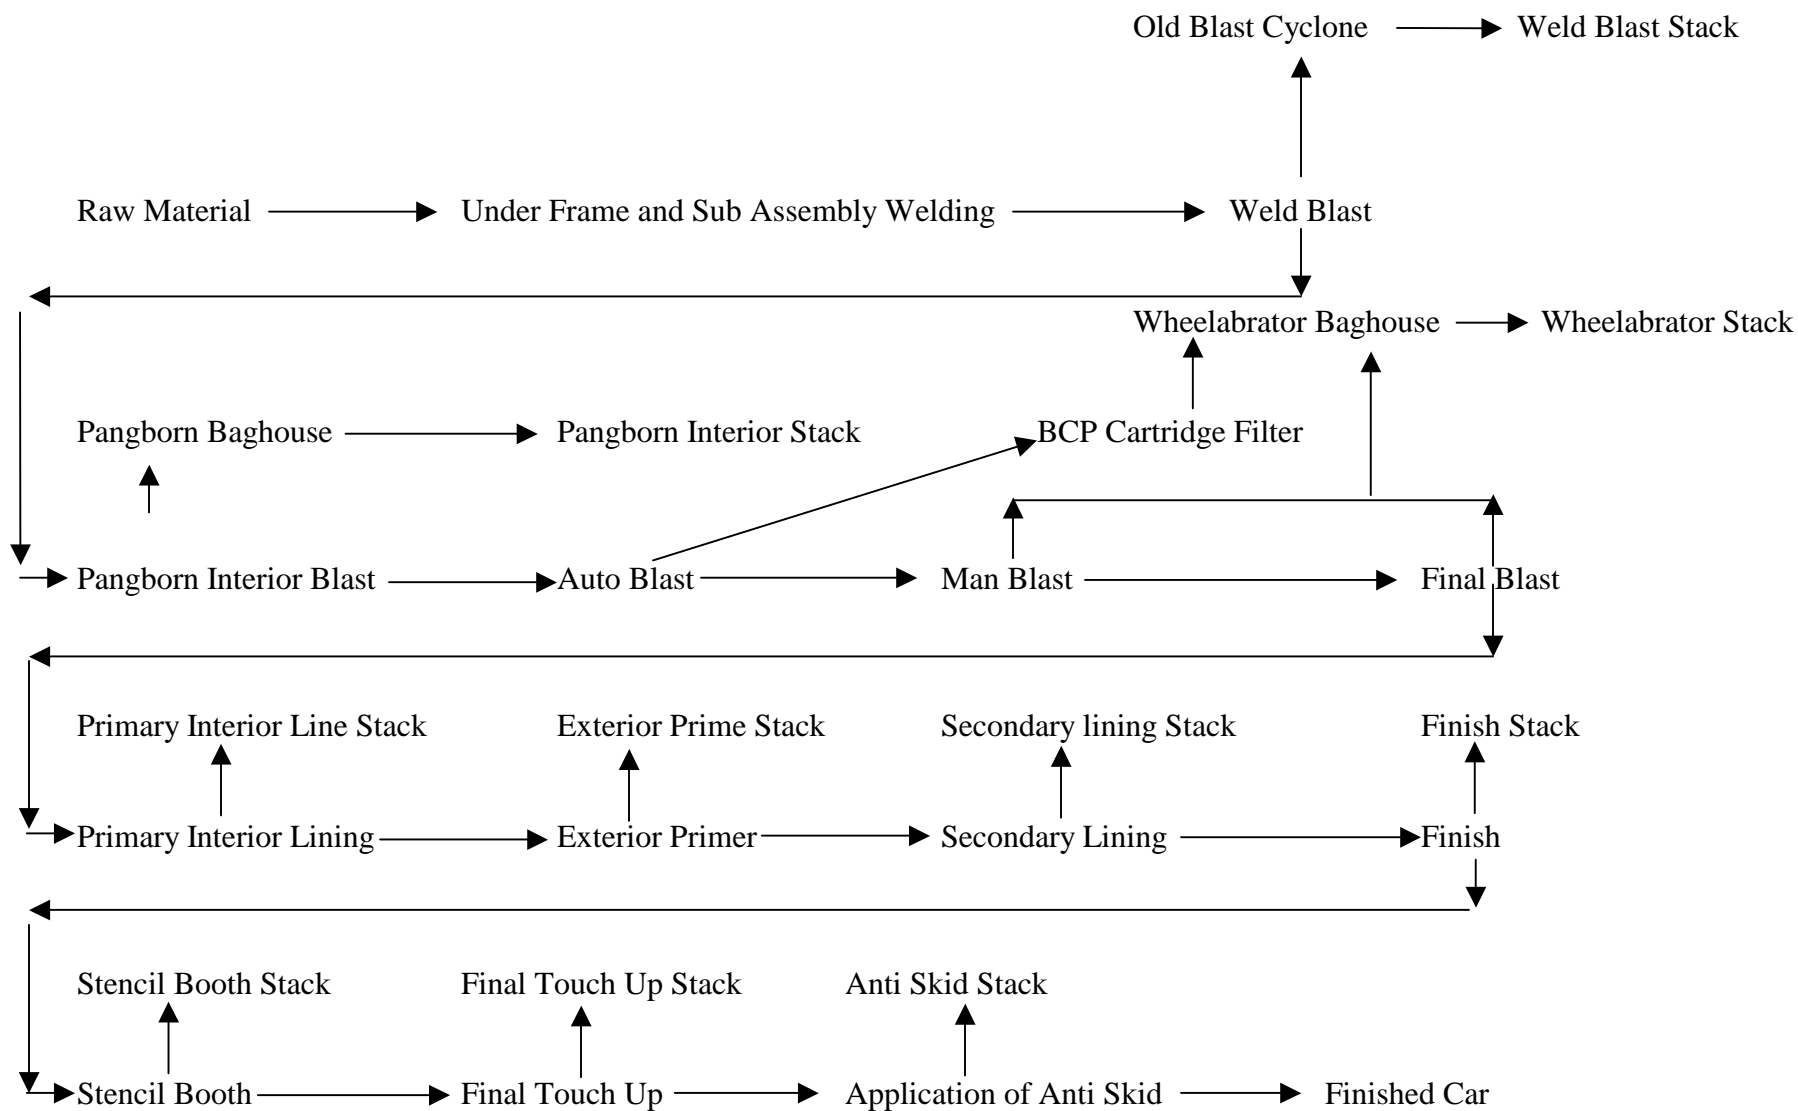 Old Blast Cyclone Weld Blast Stack
Raw Material Under Frame and Sub Assembly Welding Weld Blast
Wheelabrator Baghouse Wheelabrator Stack
Pangborn Baghouse Pangborn Interior Stack BCP Cartridge Filter
Pangborn Interior Blast Auto Blast Man Blast Final Blast
Primary Interior Line Stack Exterior Prime Stack Secondary lining Stack Finish Stack
Primary Interior Lining Exterior Primer Secondary Lining Finish
Stencil Booth Stack Final Touch Up Stack Anti Skid Stack
Stencil Booth Final Touch Up Application of Anti Skid Finished Car